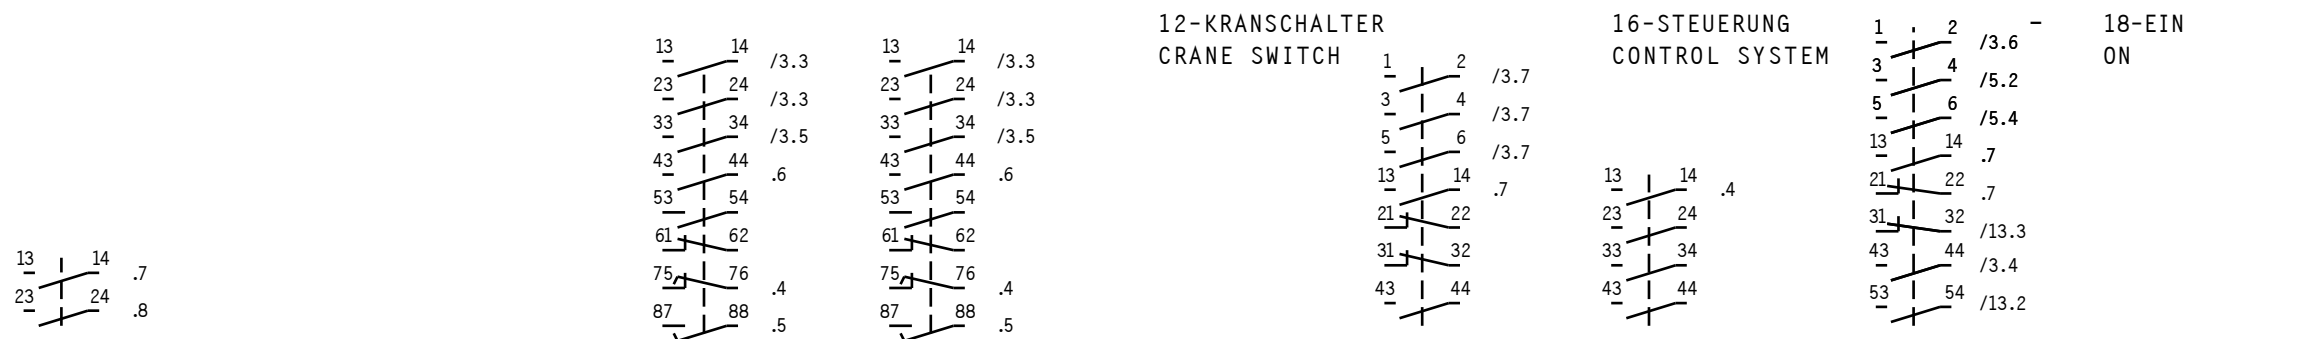 12-KRANSCHALTER
CRANE SWITCH
16-STEUERUNG
CONTROL SYSTEM
18-EIN
ON
13 14 .7
23 24 .8
13 14 /3.3
23 24 /3.3
33 34 /3.5
43 44 .6
53 54
61 62
75 76 .4
87 88 .5
13 14 /3.3
23 24 /3.3
33 34 /3.5
43 44 .6
53 54
61 62
75 76 .4
87 88 .5
1 2 /3.7
3 4 /3.7
5 6 /3.7
13 14 .7
21 22
31 32
43 44
13 14 .4
23 24
33 34
43 44
1 2 /3.6
3 4 /5.2
5 6 /5.4
13 14 .7
21 22 .7
31 32 /13.3
43 44 /3.4
53 54 /13.2